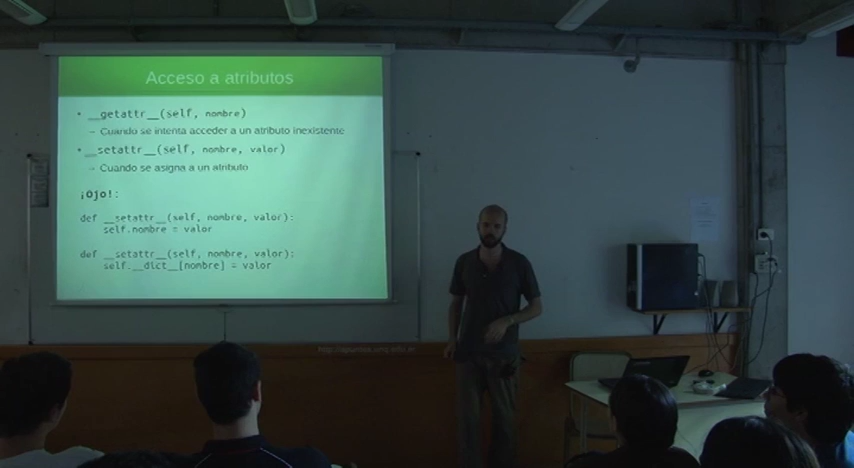 Acceso a atributos
• __getattr__(self, nombre)
– Cuando se intenta acceder a un atributo inexistente
• __setattr__(self, nombre, valor)
– Cuando se asigna a un atributo
¡Ojo!:
def __setattr__(self, nombre, valor):
self.nombre = valor
def __setattr__(self, nombre, valor):
self.__dict__[nombre] = valor